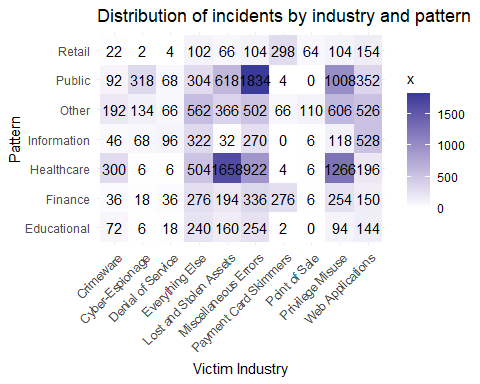 Distribution of incidents by industry and pattern
Pattern
Retail 22 2 4 102 66 104 298 64 104 154
Public 92 318 68 304 618 1834 4 0 1008 352
Other 192 134 66 562 366 502 66 110 606 526
Information 46 68 96 322 32 270 0 6 118 528
Healthcare 300 6 6 504 1658 922 4 6 1266 196
Finance 36 18 36 276 194 336 276 6 254 150
Educational 72 6 18 240 160 254 2 0 94 144
Crimeware
Cyber-Espionage
Denial of Service
Everything Else
Lost and Stolen Assets
Miscellaneous Errors
Payment Card Skimmers
Point of Sale
Privilege Misuse
Web Applications
Victim Industry
x
1500
1000
500
0